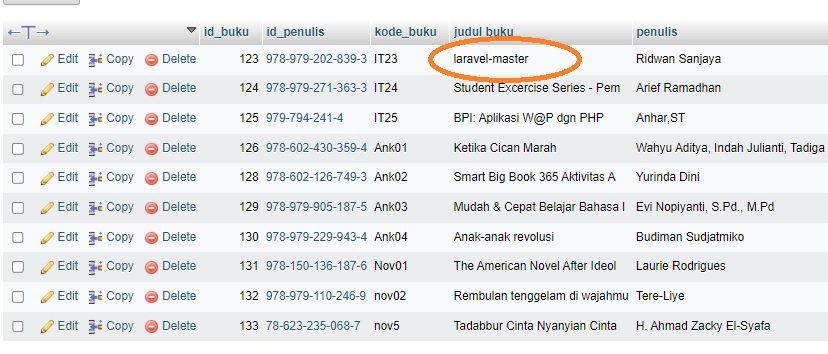 id_buku id_penulis kode_buku judul buku penulis
Edit Copy Delete 123 978-979-202-839-3 IT23 laravel-master Ridwan Sanjaya
Edit Copy Delete 124 978-979-271-363-3 IT24 Student Excercise Series - Pem Arief Ramadhan
Edit Copy Delete 125 979-794-241-4 IT25 BPI: Aplikasi W@P dgn PHP Anhar,ST
Edit Copy Delete 126 978-602-430-359-4 Ank01 Ketika Cican Marah Wahyu Aditya, Indah Julianti, Tadiga
Edit Copy Delete 128 978-602-126-749-3 Ank02 Smart Big Book 365 Aktivitas A Yurinda Dini
Edit Copy Delete 129 978-979-905-187-5 Ank03 Mudah & Cepat Belajar Bahasa I Evi Nopiyanti, S.Pd., M.Pd
Edit Copy Delete 130 978-979-229-943-4 Ank04 Anak-anak revolusi Budiman Sudjatmiko
Edit Copy Delete 131 978-150-136-187-6 Nov01 The American Novel After Ideol Laurie Rodrigues
Edit Copy Delete 132 978-979-110-246-9 nov02 Rembulan tenggelam di wajahmu Tere-Liye
Edit Copy Delete 133 78-623-235-068-7 nov5 Tadabbur Cinta Nyanyian Cinta H. Ahmad Zacky El-Syafa